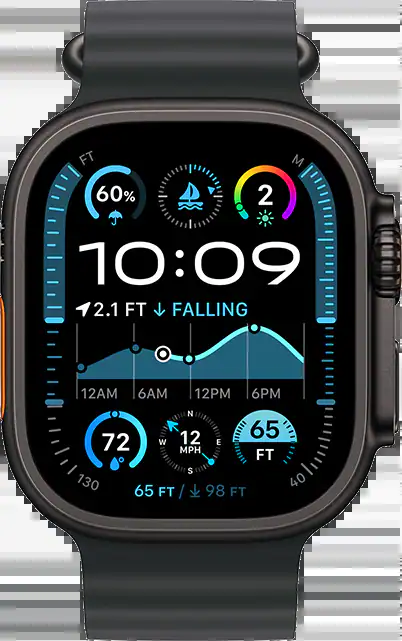 FT
M
60%
2
10:09
2.1 FT ↓ FALLING
12AM 6AM 12PM 6PM
72
N
W 12 E
MPH
S
65
FT
130
40
65 FT / ↓ 98 FT